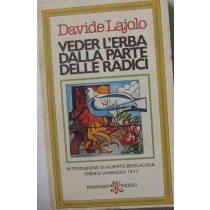 Davide Lajolo
VEDER L'ERBA
DALLA PARTE
DELLE RADICI
INTRODUZIONE DI ALBERTO BEVILACQUA
PREMIO VIAREGGIO 1977
ROMANZO RIZZOLI